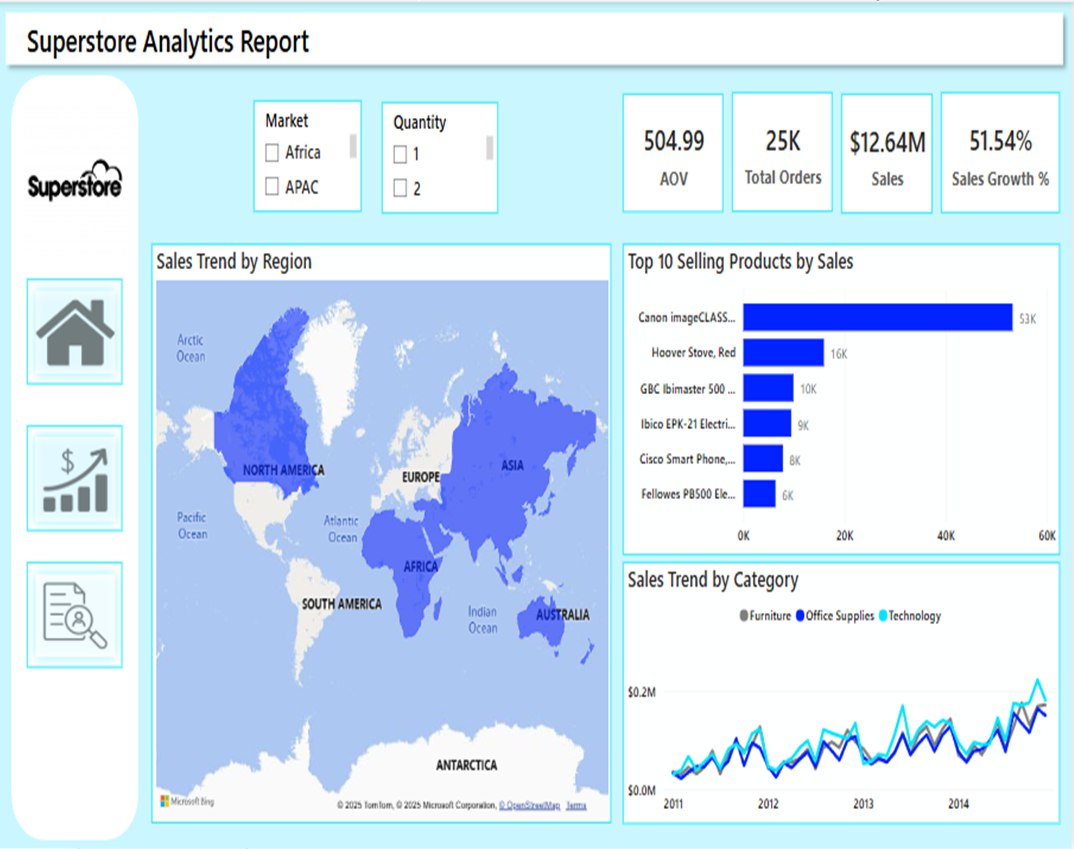 Superstore Analytics Report
Superstore
Market
Africa
APAC
Quantity
1
2
504.99
AOV
25K
Total Orders
$12.64M
Sales
51.54%
Sales Growth %
$
Sales Trend by Region
Arctic
Ocean
NORTH AMERICA
EUROPE
ASIA
Pacific
Ocean
Atlantic
Ocean
AFRICA
SOUTH AMERICA
Indian
Ocean
AUSTRALIA
ANTARCTICA
Microsoft Bing
© 2025 TomTom, © 2025 Microsoft Corporation, © OpenStreetMap Terms
Top 10 Selling Products by Sales
Canon imageCLASS... 53K
Hoover Stove, Red 16K
GBC Ibimaster 500 ... 10K
Ibico EPK-21 Electri... 9K
Cisco Smart Phone,... 8K
Fellowes PB500 Ele... 6K
0K 20K 40K 60K
Sales Trend by Category
Furniture Office Supplies Technology
$0.2M
$0.0M
2011 2012 2013 2014